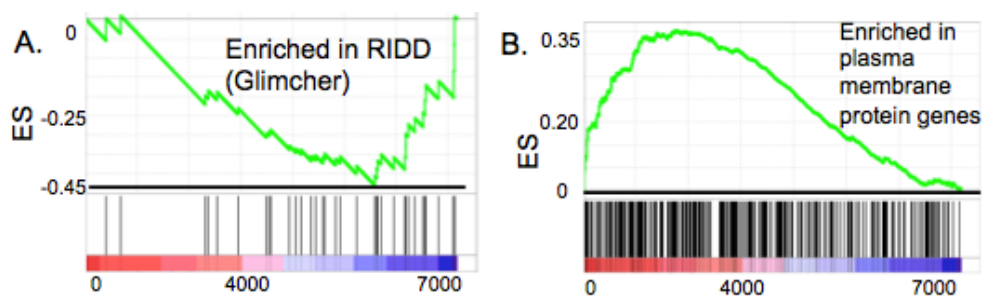 A.
0
-0.25
-0.45
ES
Enriched in RIDD
(Glimcher)
0 4000 7000
B.
0.35
0.20
0
ES
Enriched in
plasma
membrane
protein genes
0 4000 7000